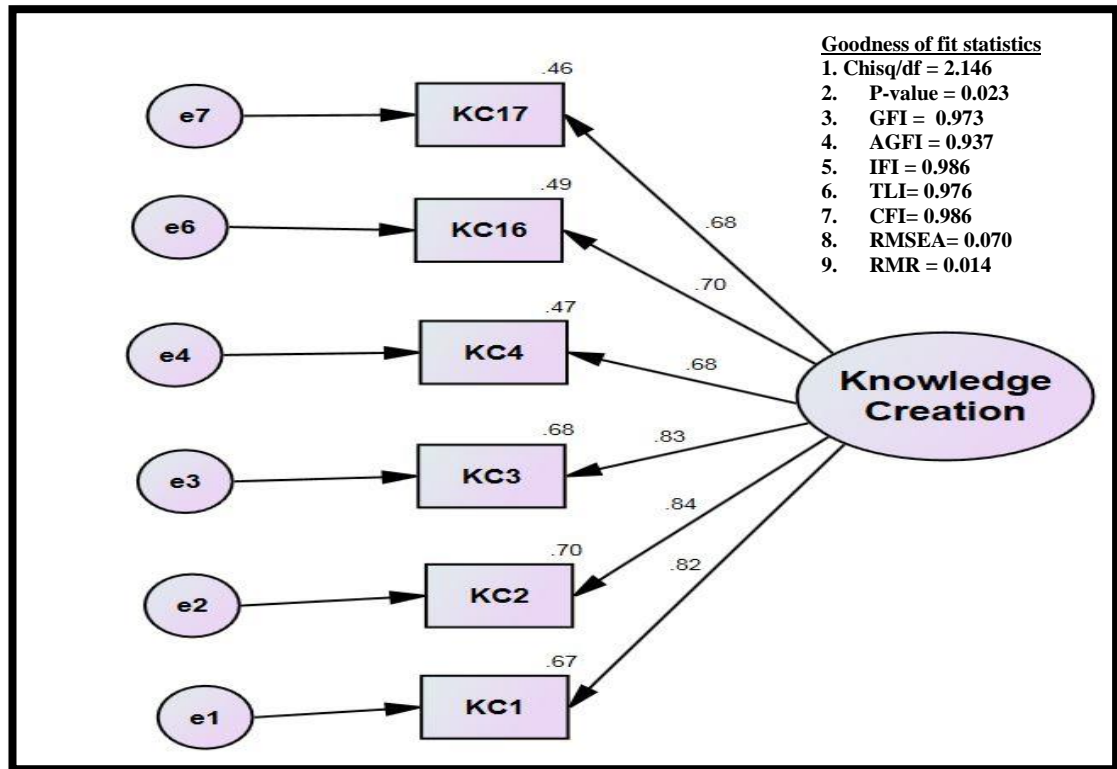 Goodness of fit statistics
1. Chisq/df = 2.146
2. P-value = 0.023
3. GFI = 0.973
4. AGFI = 0.937
5. IFI = 0.986
6. TLI= 0.976
7. CFI= 0.986
8. RMSEA= 0.070
9. RMR = 0.014
.46
e7
KC17
.68
.49
e6
KC16
.70
.47
e4
KC4
.68
Knowledge
Creation
.68
e3
KC3
.83
.70
e2
KC2
.84
.67
e1
KC1
.82